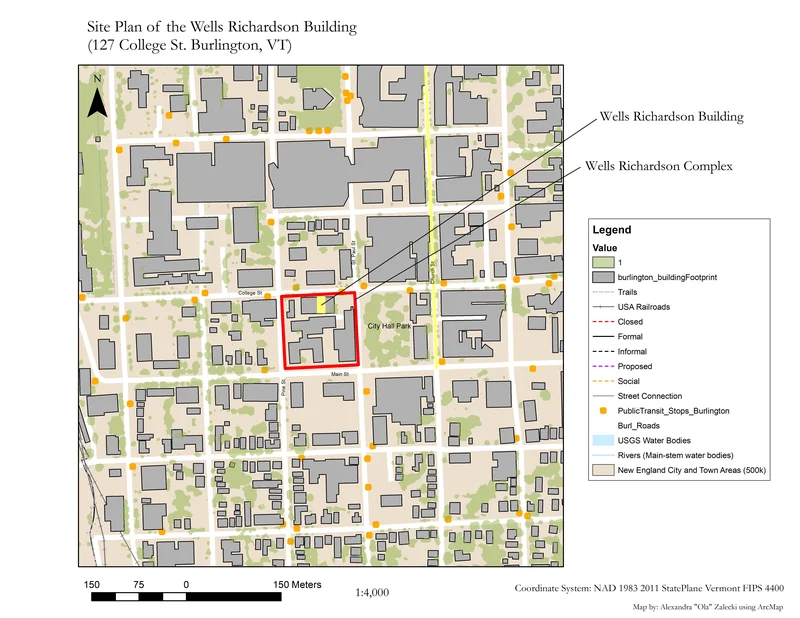 Site Plan of the Wells Richardson Building
(127 College St. Burlington, VT)
N
Wells Richardson Building
Wells Richardson Complex
St. Paul St
Church St
College St
City Hall Park
Main St
Pine St
Legend
Value
1
burlington_buildingFootprint
Trails
USA Railroads
Closed
Formal
Informal
Proposed
Social
Street Connection
PublicTransit_Stops_Burlington
Burl_Roads
USGS Water Bodies
Rivers (Main-stem water bodies)
New England City and Town Areas (500k)
150 75 0 150 Meters
1:4,000
Coordinate System: NAD 1983 2011 StatePlane Vermont FIPS 4400
Map by: Alexandra "Ola" Zalecki using ArcMap